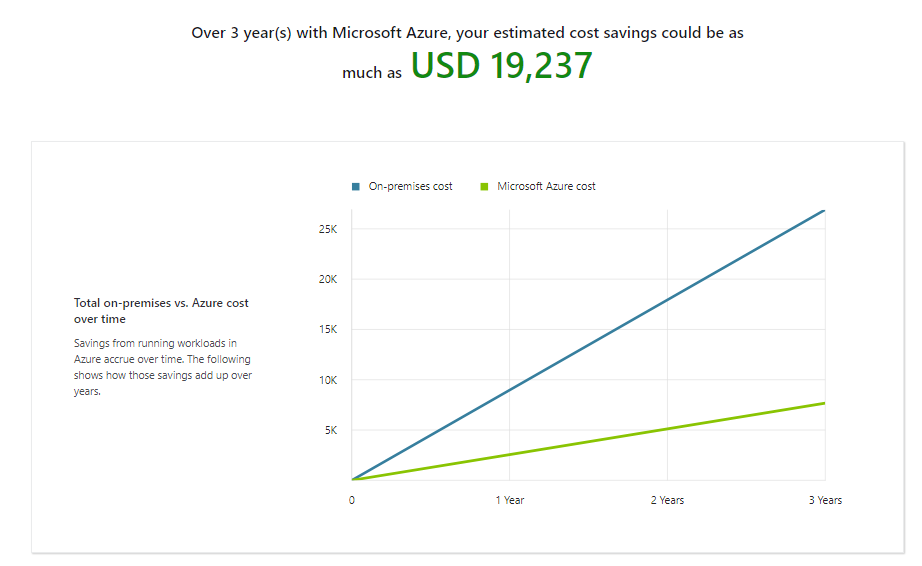 Over 3 year(s) with Microsoft Azure, your estimated cost savings could be as
much as USD 19,237
On-premises cost
Microsoft Azure cost
25K
20K
15K
10K
5K
0
1 Year
2 Years
3 Years
Total on-premises vs. Azure cost
over time
Savings from running workloads in
Azure accrue over time. The following
shows how those savings add up over
years.